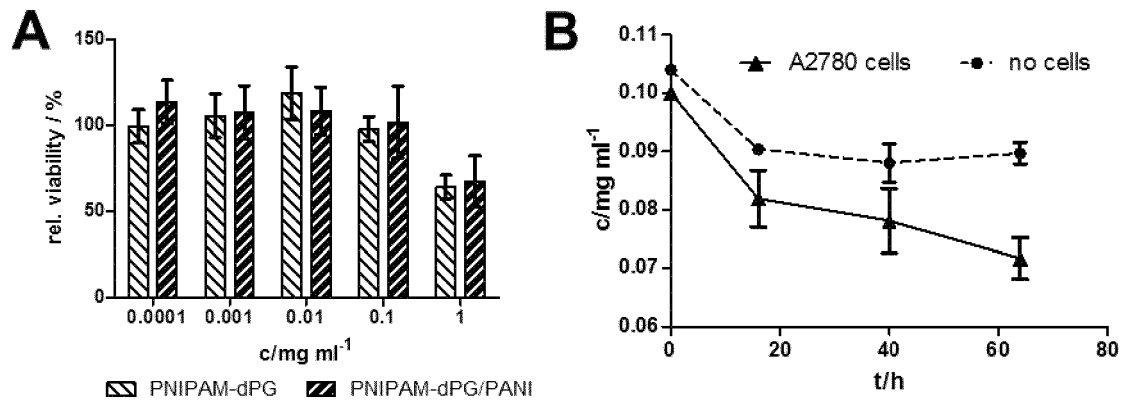 A
rel. viability / %
150
100
50
0
0.0001 0.001 0.01 0.1 1
c/mg ml-1
PNIPAM-dPG PNIPAM-dPG/PANI
B
c/mg ml-1
0.11
0.10
0.09
0.08
0.07
0.06
A2780 cells no cells
0 20 40 60 80
t/h